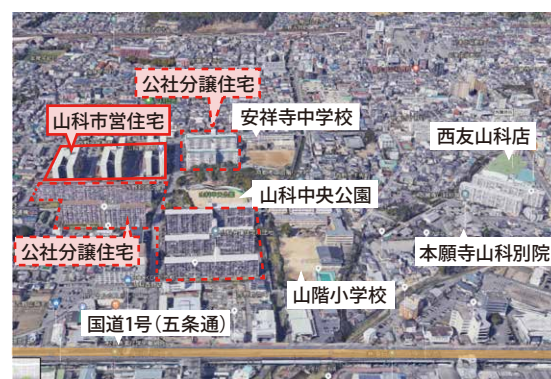 公社分譲住宅
山科市営住宅
安祥寺中学校
西友山科店
山科中央公園
公社分譲住宅
本願寺山科別院
山階小学校
国道1号（五条通）